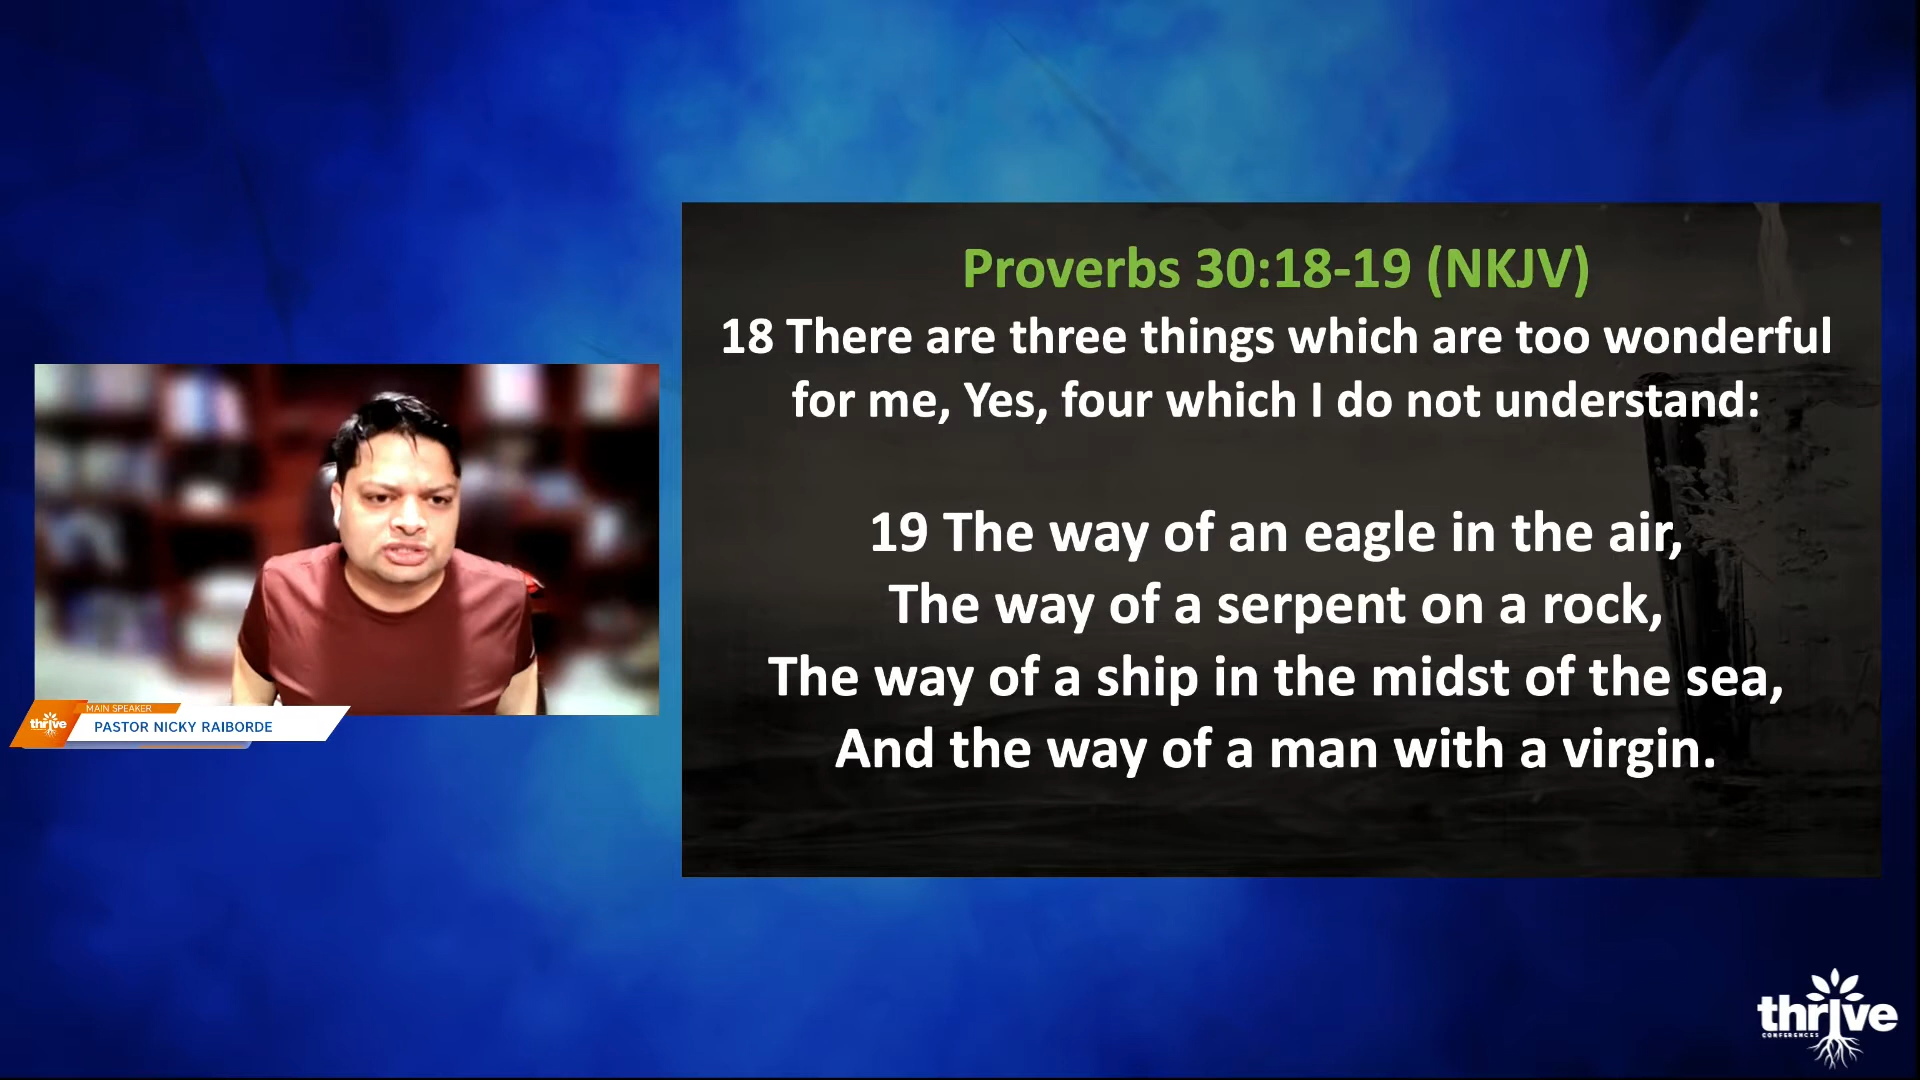 Proverbs 30:18-19 (NKJV)
18 There are three things which are too wonderful
for me, Yes, four which I do not understand:
19 The way of an eagle in the air,
The way of a serpent on a rock,
The way of a ship in the midst of the sea,
And the way of a man with a virgin.
MAIN SPEAKER
thrive
PASTOR NICKY RAIBORDE
thrive
CONFERENCES